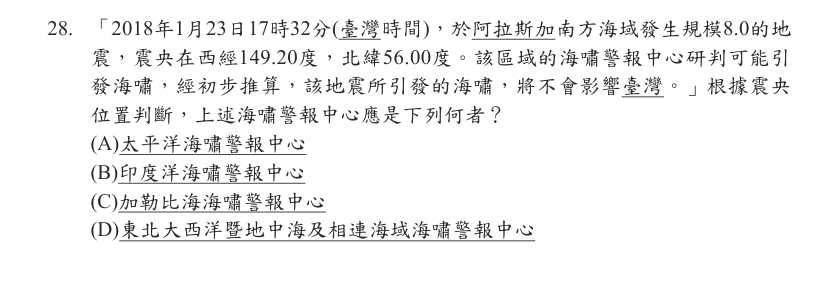 28. 「2018年1月23日17時32分(臺灣時間)，於阿拉斯加南方海域發生規模8.0的地
震，震央在西經149.20度，北緯56.00度。該區域的海嘯警報中心研判可能引
發海嘯，經初步推算，該地震所引發的海嘯，將不會影響臺灣。」根據震央
位置判斷，上述海嘯警報中心應是下列何者？
(A)太平洋海嘯警報中心
(B)印度洋海嘯警報中心
(C)加勒比海海嘯警報中心
(D)東北大西洋暨地中海及相連海域海嘯警報中心